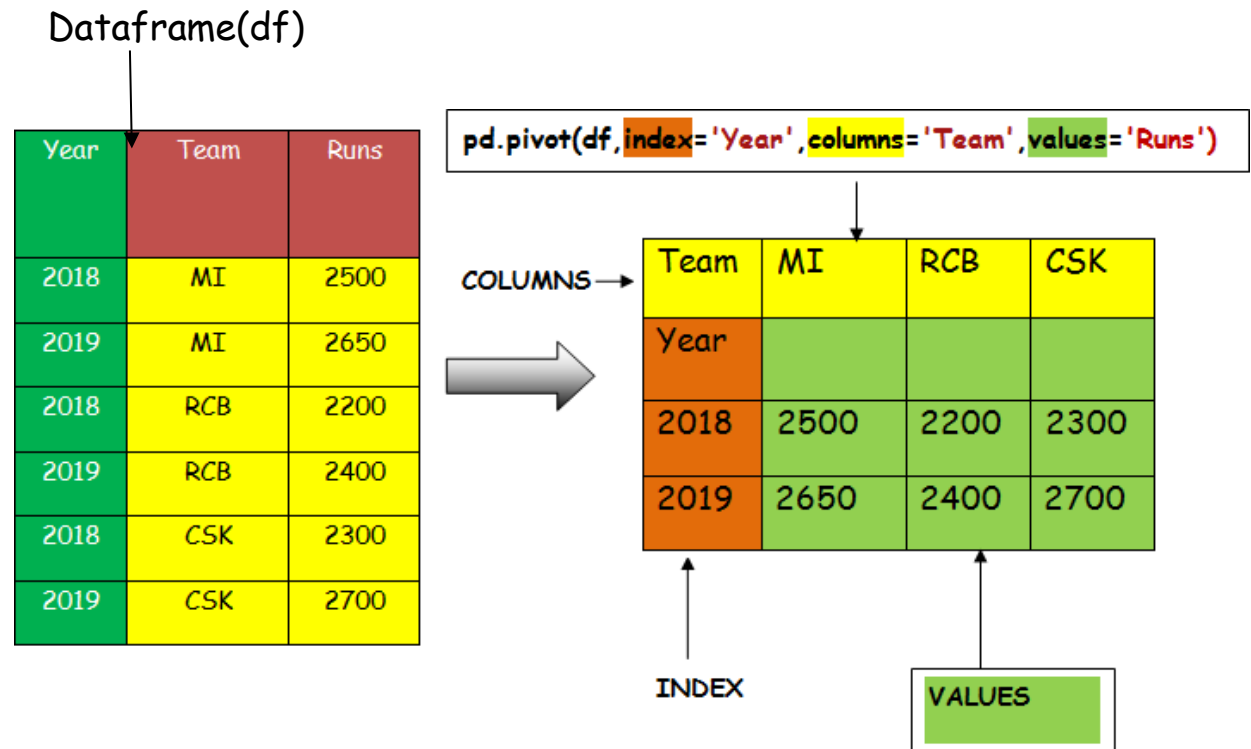 Dataframe(df)
pd.pivot(df,index='Year',columns='Team',values='Runs')
Year Team Runs
2018 MI 2500
2019 MI 2650
2018 RCB 2200
2019 RCB 2400
2018 CSK 2300
2019 CSK 2700
COLUMNS
Team MI RCB CSK
Year
2018 2500 2200 2300
2019 2650 2400 2700
INDEX
VALUES